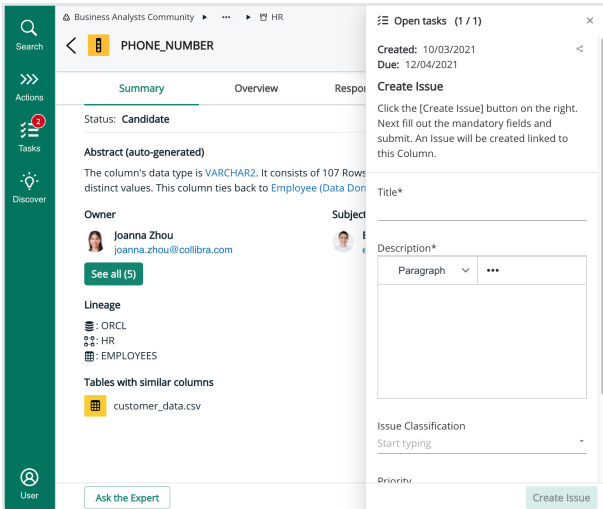 Search
Actions
2
Tasks
Discover
User
Business Analysts Community ▸ ••• ▸ HR
PHONE_NUMBER
Summary Overview Respon
Status: Candidate
Abstract (auto-generated)
The column's data type is VARCHAR2. It consists of 107 Rows
distinct values. This column ties back to Employee (Data Don
Owner Subject
Joanna Zhou
joanna.zhou@collibra.com
See all (5)
Lineage
: ORCL
: HR
: EMPLOYEES
Tables with similar columns
customer_data.csv
Ask the Expert
Open tasks (1 / 1)
Created: 10/03/2021
Due: 12/04/2021
Create Issue
Click the [Create Issue] button on the right.
Next fill out the mandatory fields and
submit. An Issue will be created linked to
this Column.
Title*
Description*
Paragraph •••
Issue Classification
Start typing
Priority
Create Issue